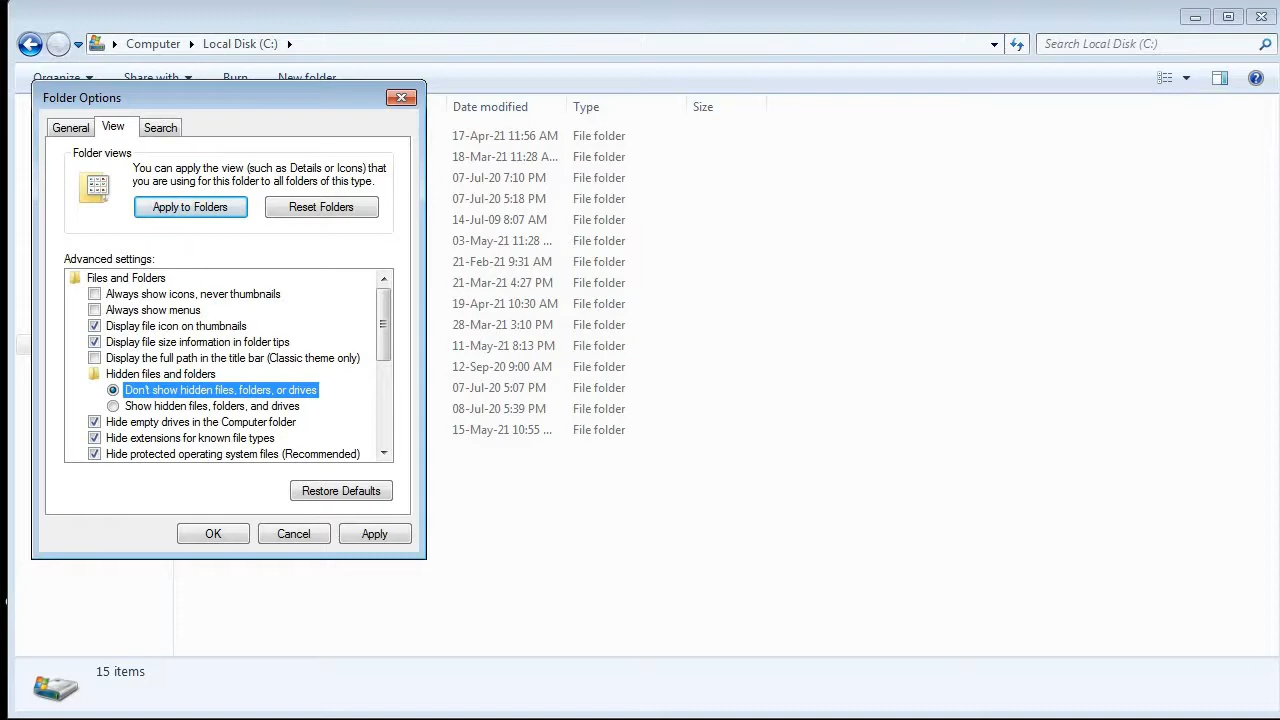 Computer
Local Disk (C:)
Search Local Disk (C:)
Organize
Share with
Burn
New folder
Folder Options
General
View
Search
Folder views
You can apply the view (such as Details or Icons) that
you are using for this folder to all folders of this type.
Apply to Folders
Reset Folders
Advanced settings:
Files and Folders
Always show icons, never thumbnails
Always show menus
Display file icon on thumbnails
Display file size information in folder tips
Display the full path in the title bar (Classic theme only)
Hidden files and folders
Don't show hidden files, folders, or drives
Show hidden files, folders, and drives
Hide empty drives in the Computer folder
Hide extensions for known file types
Hide protected operating system files (Recommended)
Restore Defaults
OK
Cancel
Apply
Date modified
Type
Size
17-Apr-21 11:56 AM File folder
18-Mar-21 11:28 A... File folder
07-Jul-20 7:10 PM File folder
07-Jul-20 5:18 PM File folder
14-Jul-09 8:07 AM File folder
03-May-21 11:28 ... File folder
21-Feb-21 9:31 AM File folder
21-Mar-21 4:27 PM File folder
19-Apr-21 10:30 AM File folder
28-Mar-21 3:10 PM File folder
11-May-21 8:13 PM File folder
12-Sep-20 9:00 AM File folder
07-Jul-20 5:07 PM File folder
08-Jul-20 5:39 PM File folder
15-May-21 10:55 ... File folder
15 items